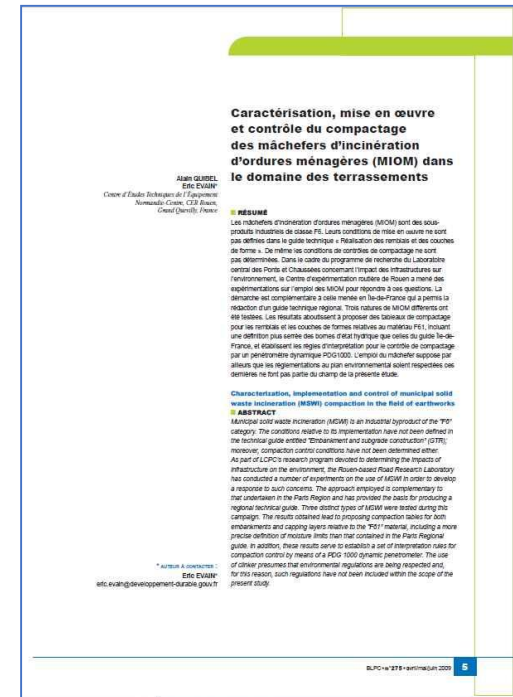 Caractérisation, mise en œuvre
et contrôle du compactage
des mâchefers d'incinération
d'ordures ménagères (MIOM) dans
le domaine des terrassements
Alain QUIBEL
Eric EVAIN*
Centre d'Études Techniques de l'Équipement
Normandie-Centre, CER Rouen,
Grand Quevilly, France
■ RÉSUMÉ
Les mâchefers d'incinération d'ordures ménagères (MIOM) sont des sous-
produits industriels de classe F6. Leurs conditions de mise en œuvre ne sont
pas définies dans le guide technique « Réalisation des remblais et des couches
de forme ». De même les conditions de contrôles de compactage ne sont
pas déterminées. Dans le cadre du programme de recherche du Laboratoire
central des Ponts et Chaussées concernant l'impact des infrastructures sur
l'environnement, le Centre d'expérimentation routière de Rouen a mené des
expérimentations sur l'emploi des MIOM pour répondre à ces questions. La
démarche est complémentaire à celle menée en Île-de-France qui a permis la
rédaction d'un guide technique régional. Trois natures de MIOM différents ont
été testées. Les résultats aboutissent à proposer des tableaux de compactage
pour les remblais et les couches de formes relatives au matériau F61, incluant
une définition plus serrée des bornes d'état hydrique que celles du guide Île-de-
France, et établissent les règles d'interprétation pour le contrôle de compactage
par un pénétromètre dynamique PDG1000. L'emploi du mâchefer suppose par
ailleurs que les réglementations au plan environnemental soient respectées ces
dernières ne font pas partie du champ de la présente étude.
Characterization, implementation and control of municipal solid
waste incineration (MSWI) compaction in the field of earthworks
■ ABSTRACT
Municipal solid waste incineration (MSWI) is an industrial byproduct of the "F6"
category. The conditions relative to its implementation have not been defined in
the technical guide entitled "Embankment and subgrade construction" (GTR);
moreover, compaction control conditions have not been determined either.
As part of LCPC's research program devoted to determining the impacts of
infrastructure on the environment, the Rouen-based Road Research Laboratory
has conducted a number of experiments on the use of MSWI in order to develop
a response to such concerns. The approach employed is complementary to
that undertaken in the Paris Region and has provided the basis for producing a
regional technical guide. Three distinct types of MSWI were tested during this
campaign. The results obtained lead to proposing compaction tables for both
embankments and capping layers relative to the "F61" material, including a more
precise definition of moisture limits than that contained in the Paris Regional
guide. In addition, these results serve to establish a set of interpretation rules for
compaction control by means of a PDG 1000 dynamic penetrometer. The use
of clinker presumes that environmental regulations are being respected and,
for this reason, such regulations have not been included within the scope of the
present study.
* AUTEUR À CONTACTER :
Eric EVAIN*
eric.evain@developpement-durable.gouv.fr
BLPC • n°275 • avril/mai/juin 2009 5